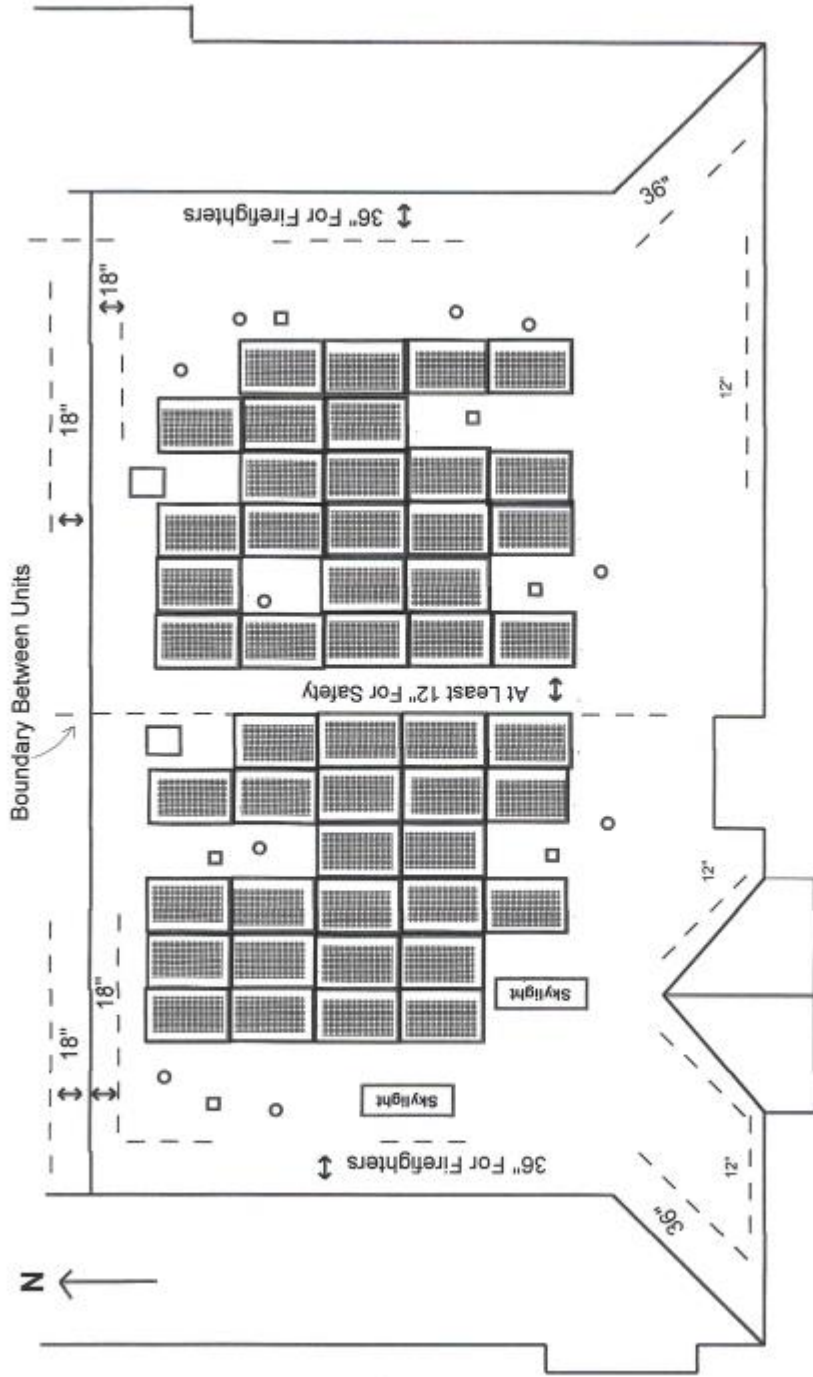 Boundary Between Units
18"
18"
18"
18"
36" For Firefighters
36"
At Least 12" For Safety
12"
12"
Skylight
Skylight
36" For Firefighters
12"
36"
N